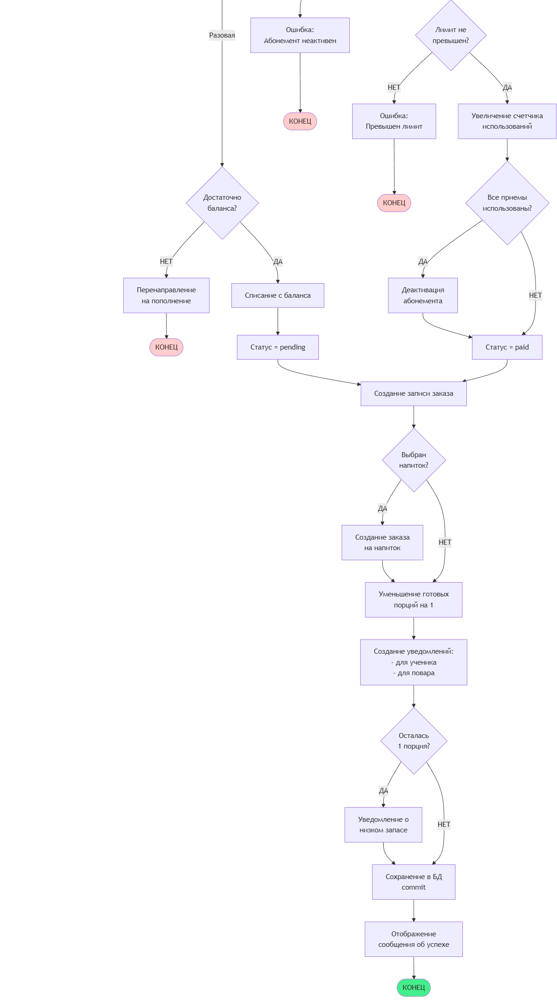 Разовая
Ошибка:
Абонемент неактивен
Лимит не
превышен?
НЕТ
ДА
КОНЕЦ
Ошибка:
Превышен лимит
Увеличение счетчика
использований
Достаточно
баланса?
КОНЕЦ
Все приемы
использованы?
НЕТ
ДА
ДА
НЕТ
Перенаправление
на пополнение
Списание с баланса
Деактивация
абонемента
КОНЕЦ
Статус = pending
Статус = paid
Создание записи заказа
Выбран
напиток?
ДА
НЕТ
Создание заказа
на напиток
Уменьшение готовых
порций на 1
Создание уведомлений:
- для ученика
- для повара
Осталась
1 порция?
ДА
НЕТ
Уведомление о
низком запасе
Сохранение в БД
commit
Отображение
сообщения об успехе
КОНЕЦ